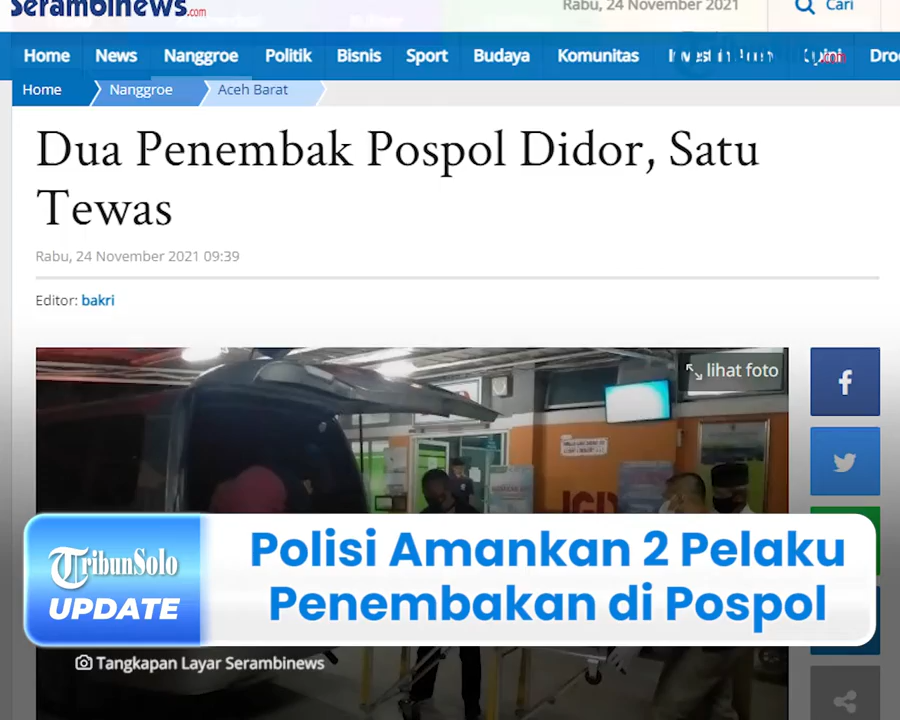 Serambinews.com
Rabu, 24 November 2021
Cari
Home News Nanggroe Politik Bisnis Sport Budaya Komunitas
Home Nanggroe Aceh Barat
Dua Penembak Pospol Didor, Satu
Tewas
Rabu, 24 November 2021 09:39
Editor: bakri
lihat foto
IGD
TribunSolo
UPDATE
Polisi Amankan 2 Pelaku
Penembakan di Pospol
Tangkapan Layar Serambinews